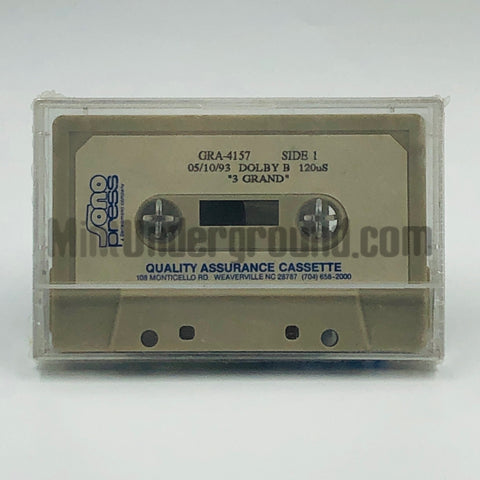 GRA-4157 SIDE 1
05/10/93 DOLBY B 120uS
"3 GRAND"
sono
press
MintUnderground.com
QUALITY ASSURANCE CASSETTE
108 MONTICELLO RD. WEAVERVILLE NC 28787 (704) 658-2000